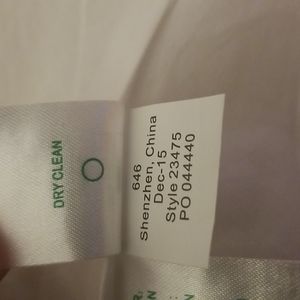 DRY CLEAN
646
Shenzhen, China
Dec-15
Style 23475
PO 044440